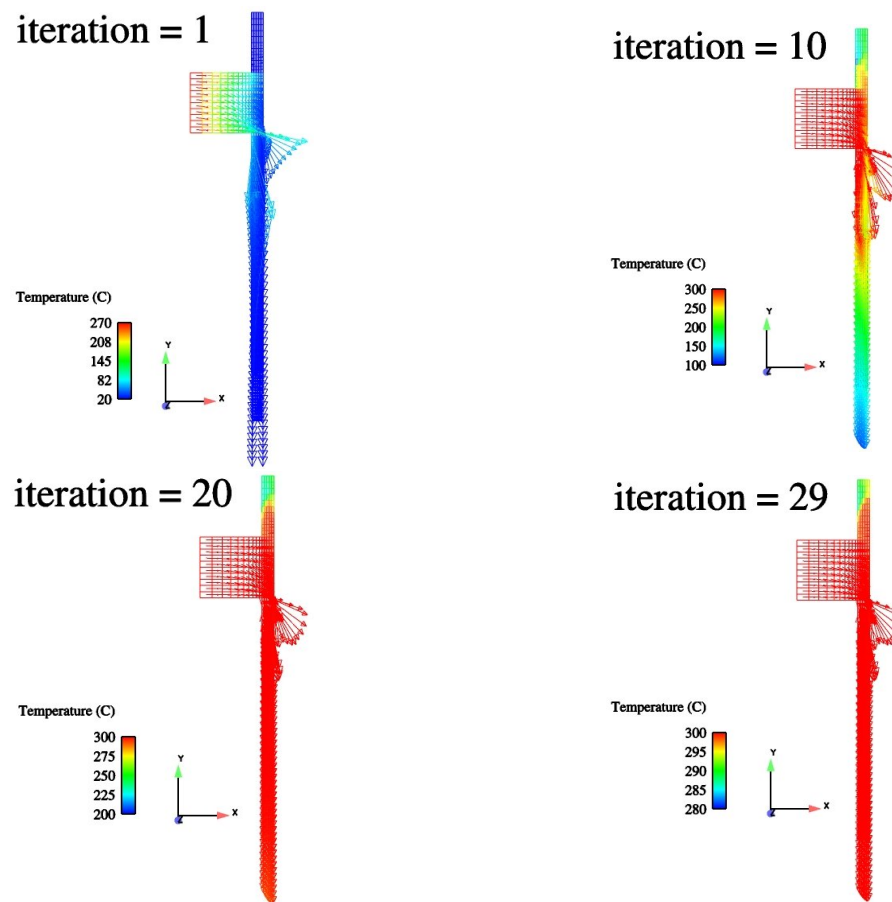 iteration = 1
Temperature (C)
270
208
145
82
20
Y
X
Z
iteration = 10
Temperature (C)
300
250
200
150
100
Y
X
Z
iteration = 20
Temperature (C)
300
275
250
225
200
Y
X
Z
iteration = 29
Temperature (C)
300
295
290
285
280
Y
X
Z